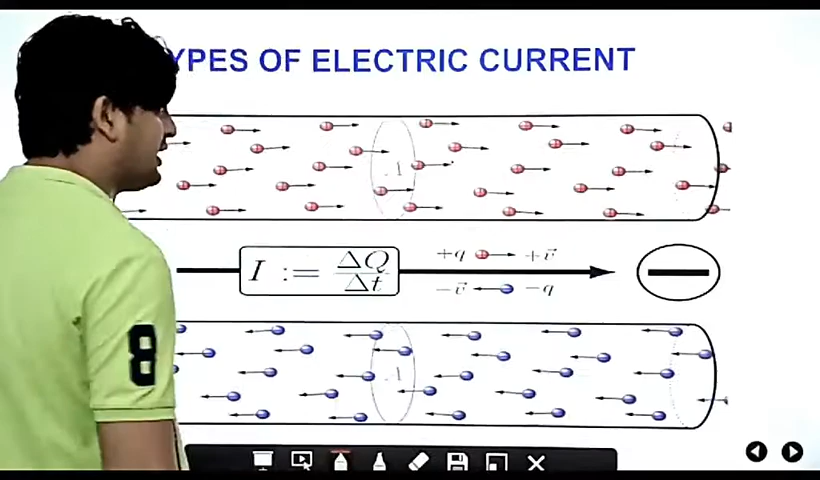 YPES OF ELECTRIC CURRENT
A
I := ΔQ/Δt
+q +v⃗
−v⃗ −q
A
8